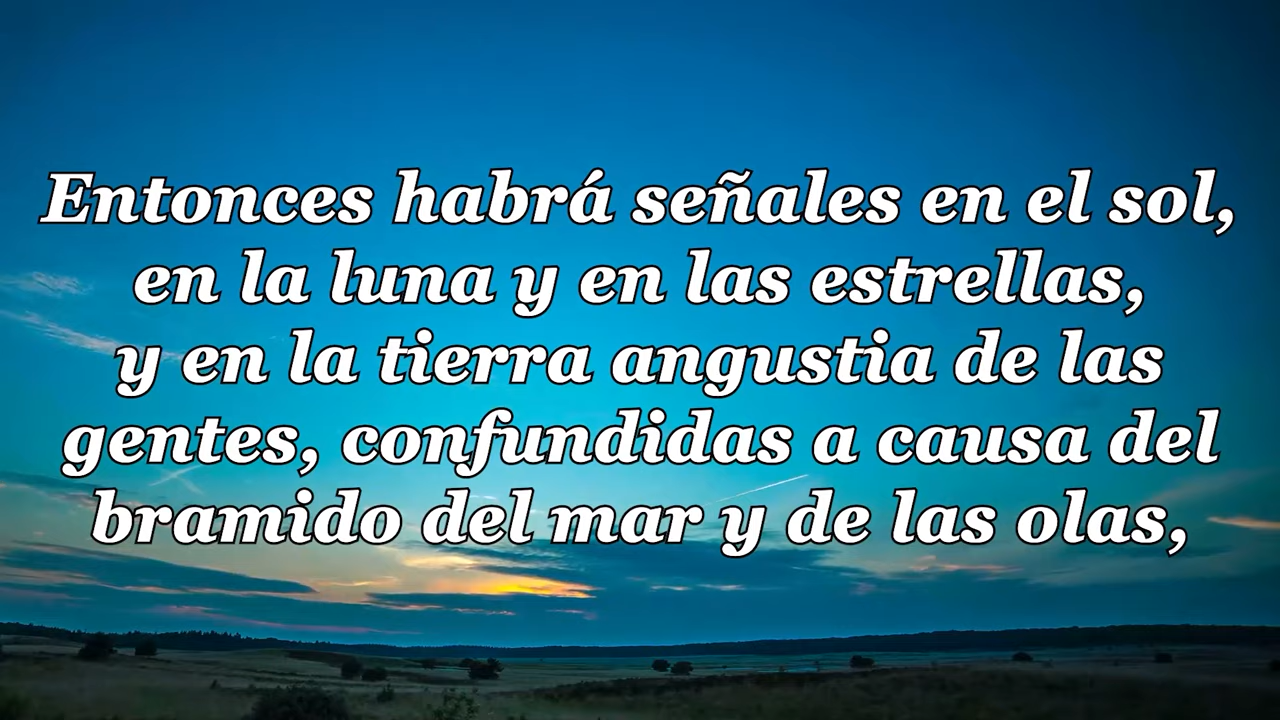 Entonces habrá señales en el sol,
en la luna y en las estrellas,
y en la tierra angustia de las
gentes, confundidas a causa del
bramido del mar y de las olas,